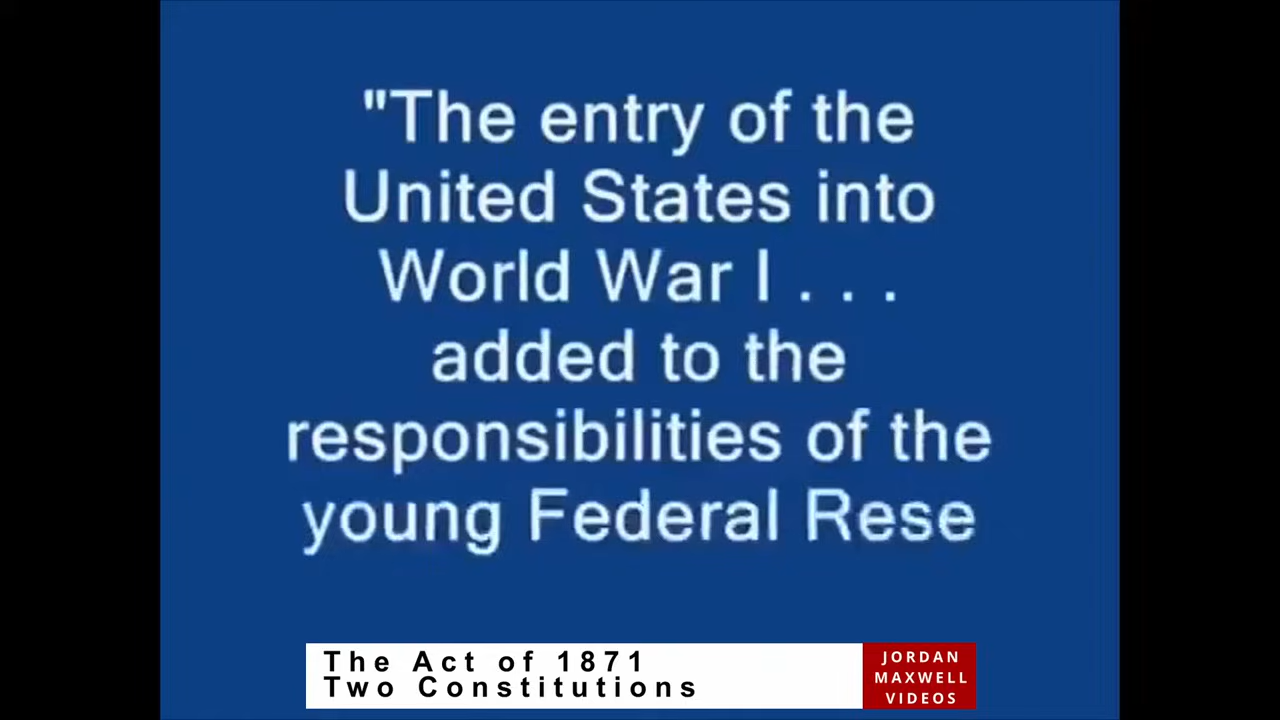 "The entry of the
United States into
World War I . . .
added to the
responsibilities of the
young Federal Rese
The Act of 1871
Two Constitutions
JORDAN
MAXWELL
VIDEOS